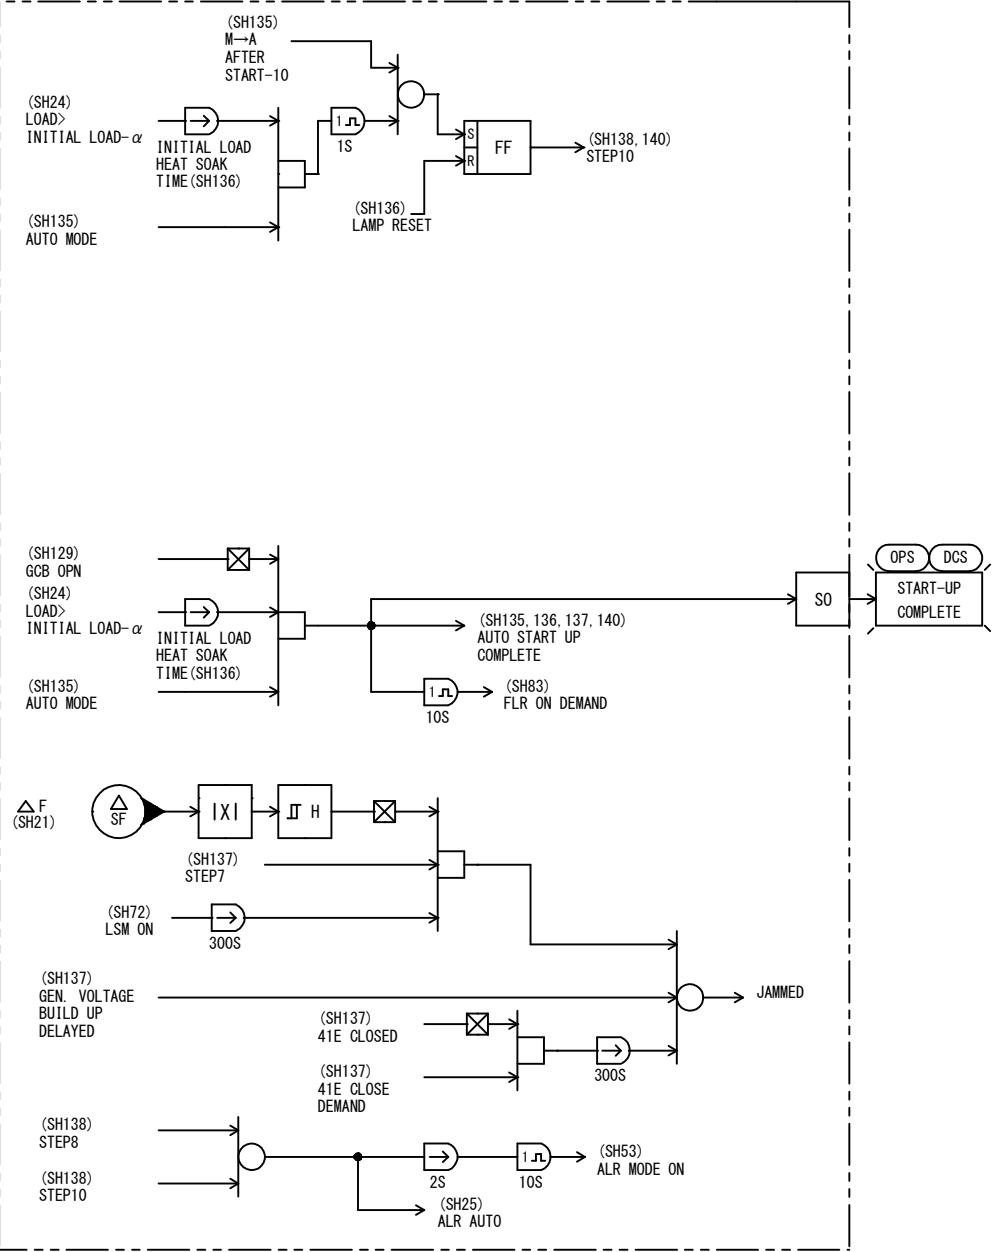 (SH135)
M→A
AFTER
START-10
(SH24)
LOAD>
INITIAL LOAD-α
INITIAL LOAD
HEAT SOAK
TIME(SH136)
1
1S
S
R
FF
(SH138, 140)
STEP10
(SH136)
LAMP RESET
(SH135)
AUTO MODE
(SH129)
GCB OPN
(SH24)
LOAD>
INITIAL LOAD-α
INITIAL LOAD
HEAT SOAK
TIME(SH136)
(SH135)
AUTO MODE
SO
OPS
DCS
START-UP
COMPLETE
(SH135, 136, 137, 140)
AUTO START UP
COMPLETE
1
10S
(SH83)
FLR ON DEMAND
△F
(SH21)
△
SF
|X|
H
(SH137)
STEP7
(SH72)
LSM ON
300S
(SH137)
GEN. VOLTAGE
BUILD UP
DELAYED
JAMMED
(SH137)
41E CLOSED
(SH137)
41E CLOSE
DEMAND
300S
(SH138)
STEP8
(SH138)
STEP10
2S
1
10S
(SH53)
ALR MODE ON
(SH25)
ALR AUTO